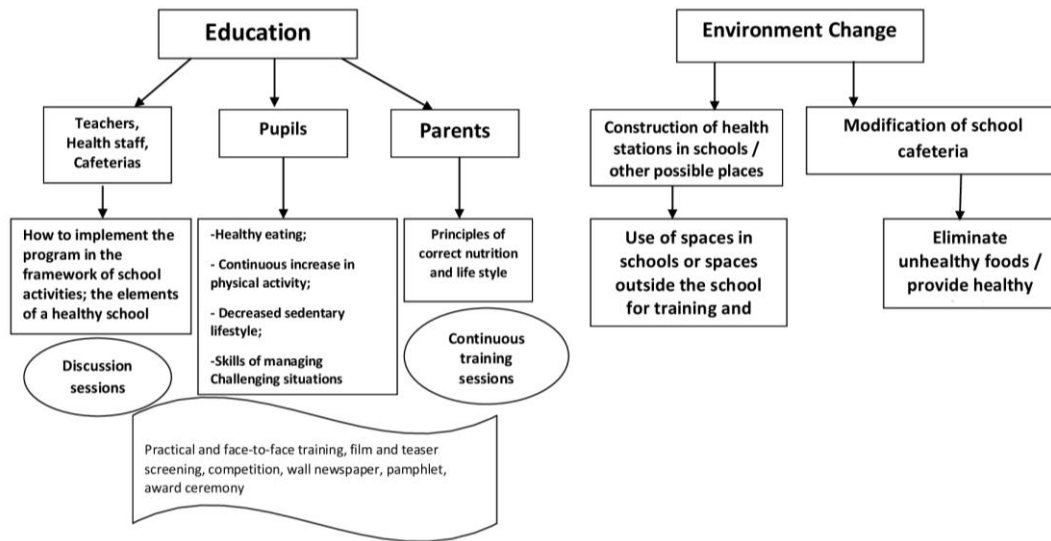 Education
Teachers,
Health staff,
Cafeterias
Pupils
Parents
How to implement the
program in the
framework of school
activities; the elements
of a healthy school
-Healthy eating;
- Continuous increase in
physical activity;
- Decreased sedentary
lifestyle;
-Skills of managing
Challenging situations
Principles of
correct nutrition
and life style
Discussion
sessions
Continuous
training
sessions
Practical and face-to-face training, film and teaser
screening, competition, wall newspaper, pamphlet,
award ceremony
Environment Change
Construction of health
stations in schools /
other possible places
Modification of school
cafeteria
Use of spaces in
schools or spaces
outside the school
for training and
Eliminate
unhealthy foods /
provide healthy